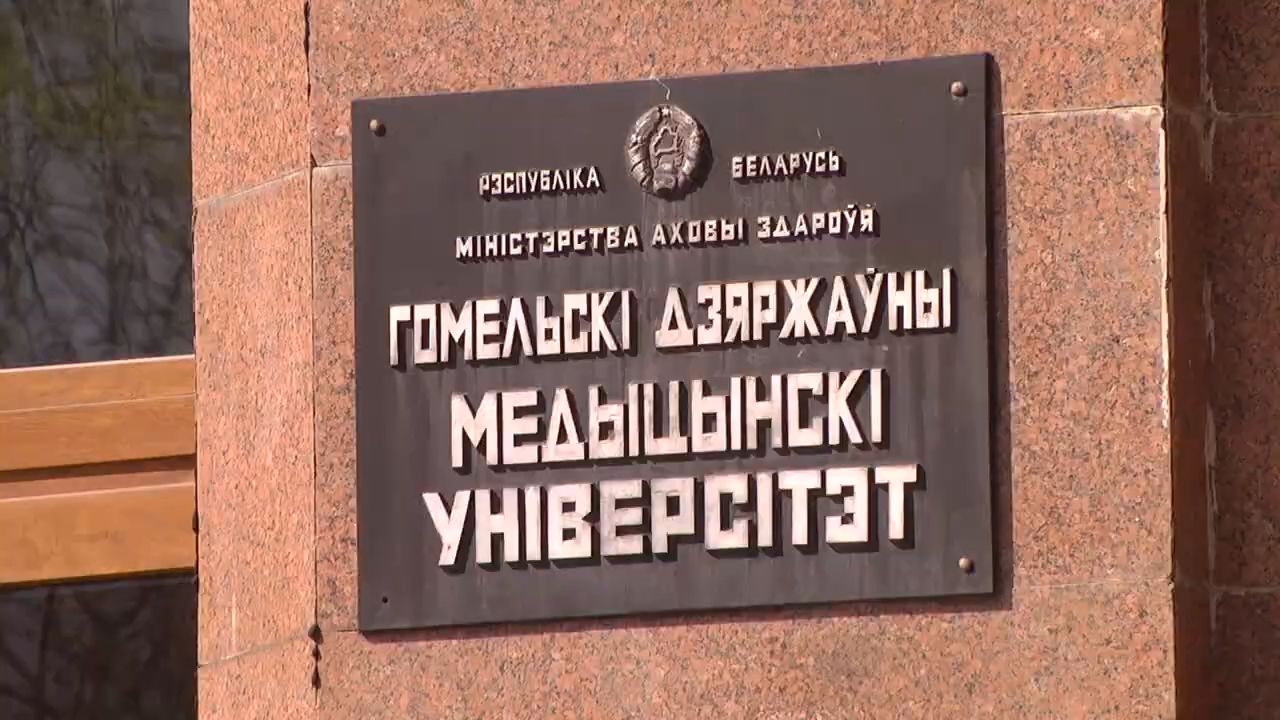 РЭСПУБЛІКА БЕЛАРУСЬ
МІНІСТЭРСТВА АХОВЫ ЗДАРОЎЯ
ГОМЕЛЬСКІ ДЗЯРЖАЎНЫ
МЕДЫЦЫНСКІ
УНІВЕРСІТЭТ